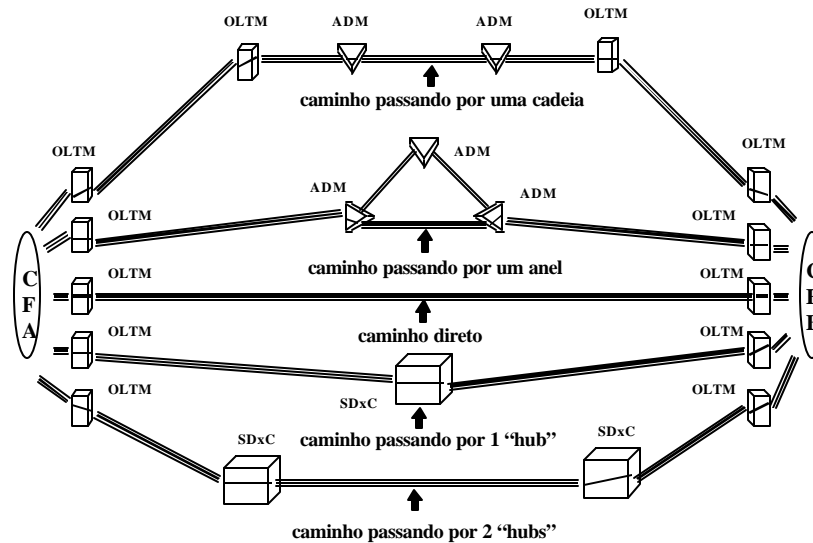 OLTM
ADM
ADM
OLTM
caminho passando por uma cadeia
OLTM
ADM
OLTM
ADM
ADM
OLTM
OLTM
caminho passando por um anel
C
F
A
OLTM
OLTM
caminho direto
OLTM
OLTM
SDxC
caminho passando por 1 “hub”
OLTM
OLTM
SDxC
SDxC
caminho passando por 2 “hubs”